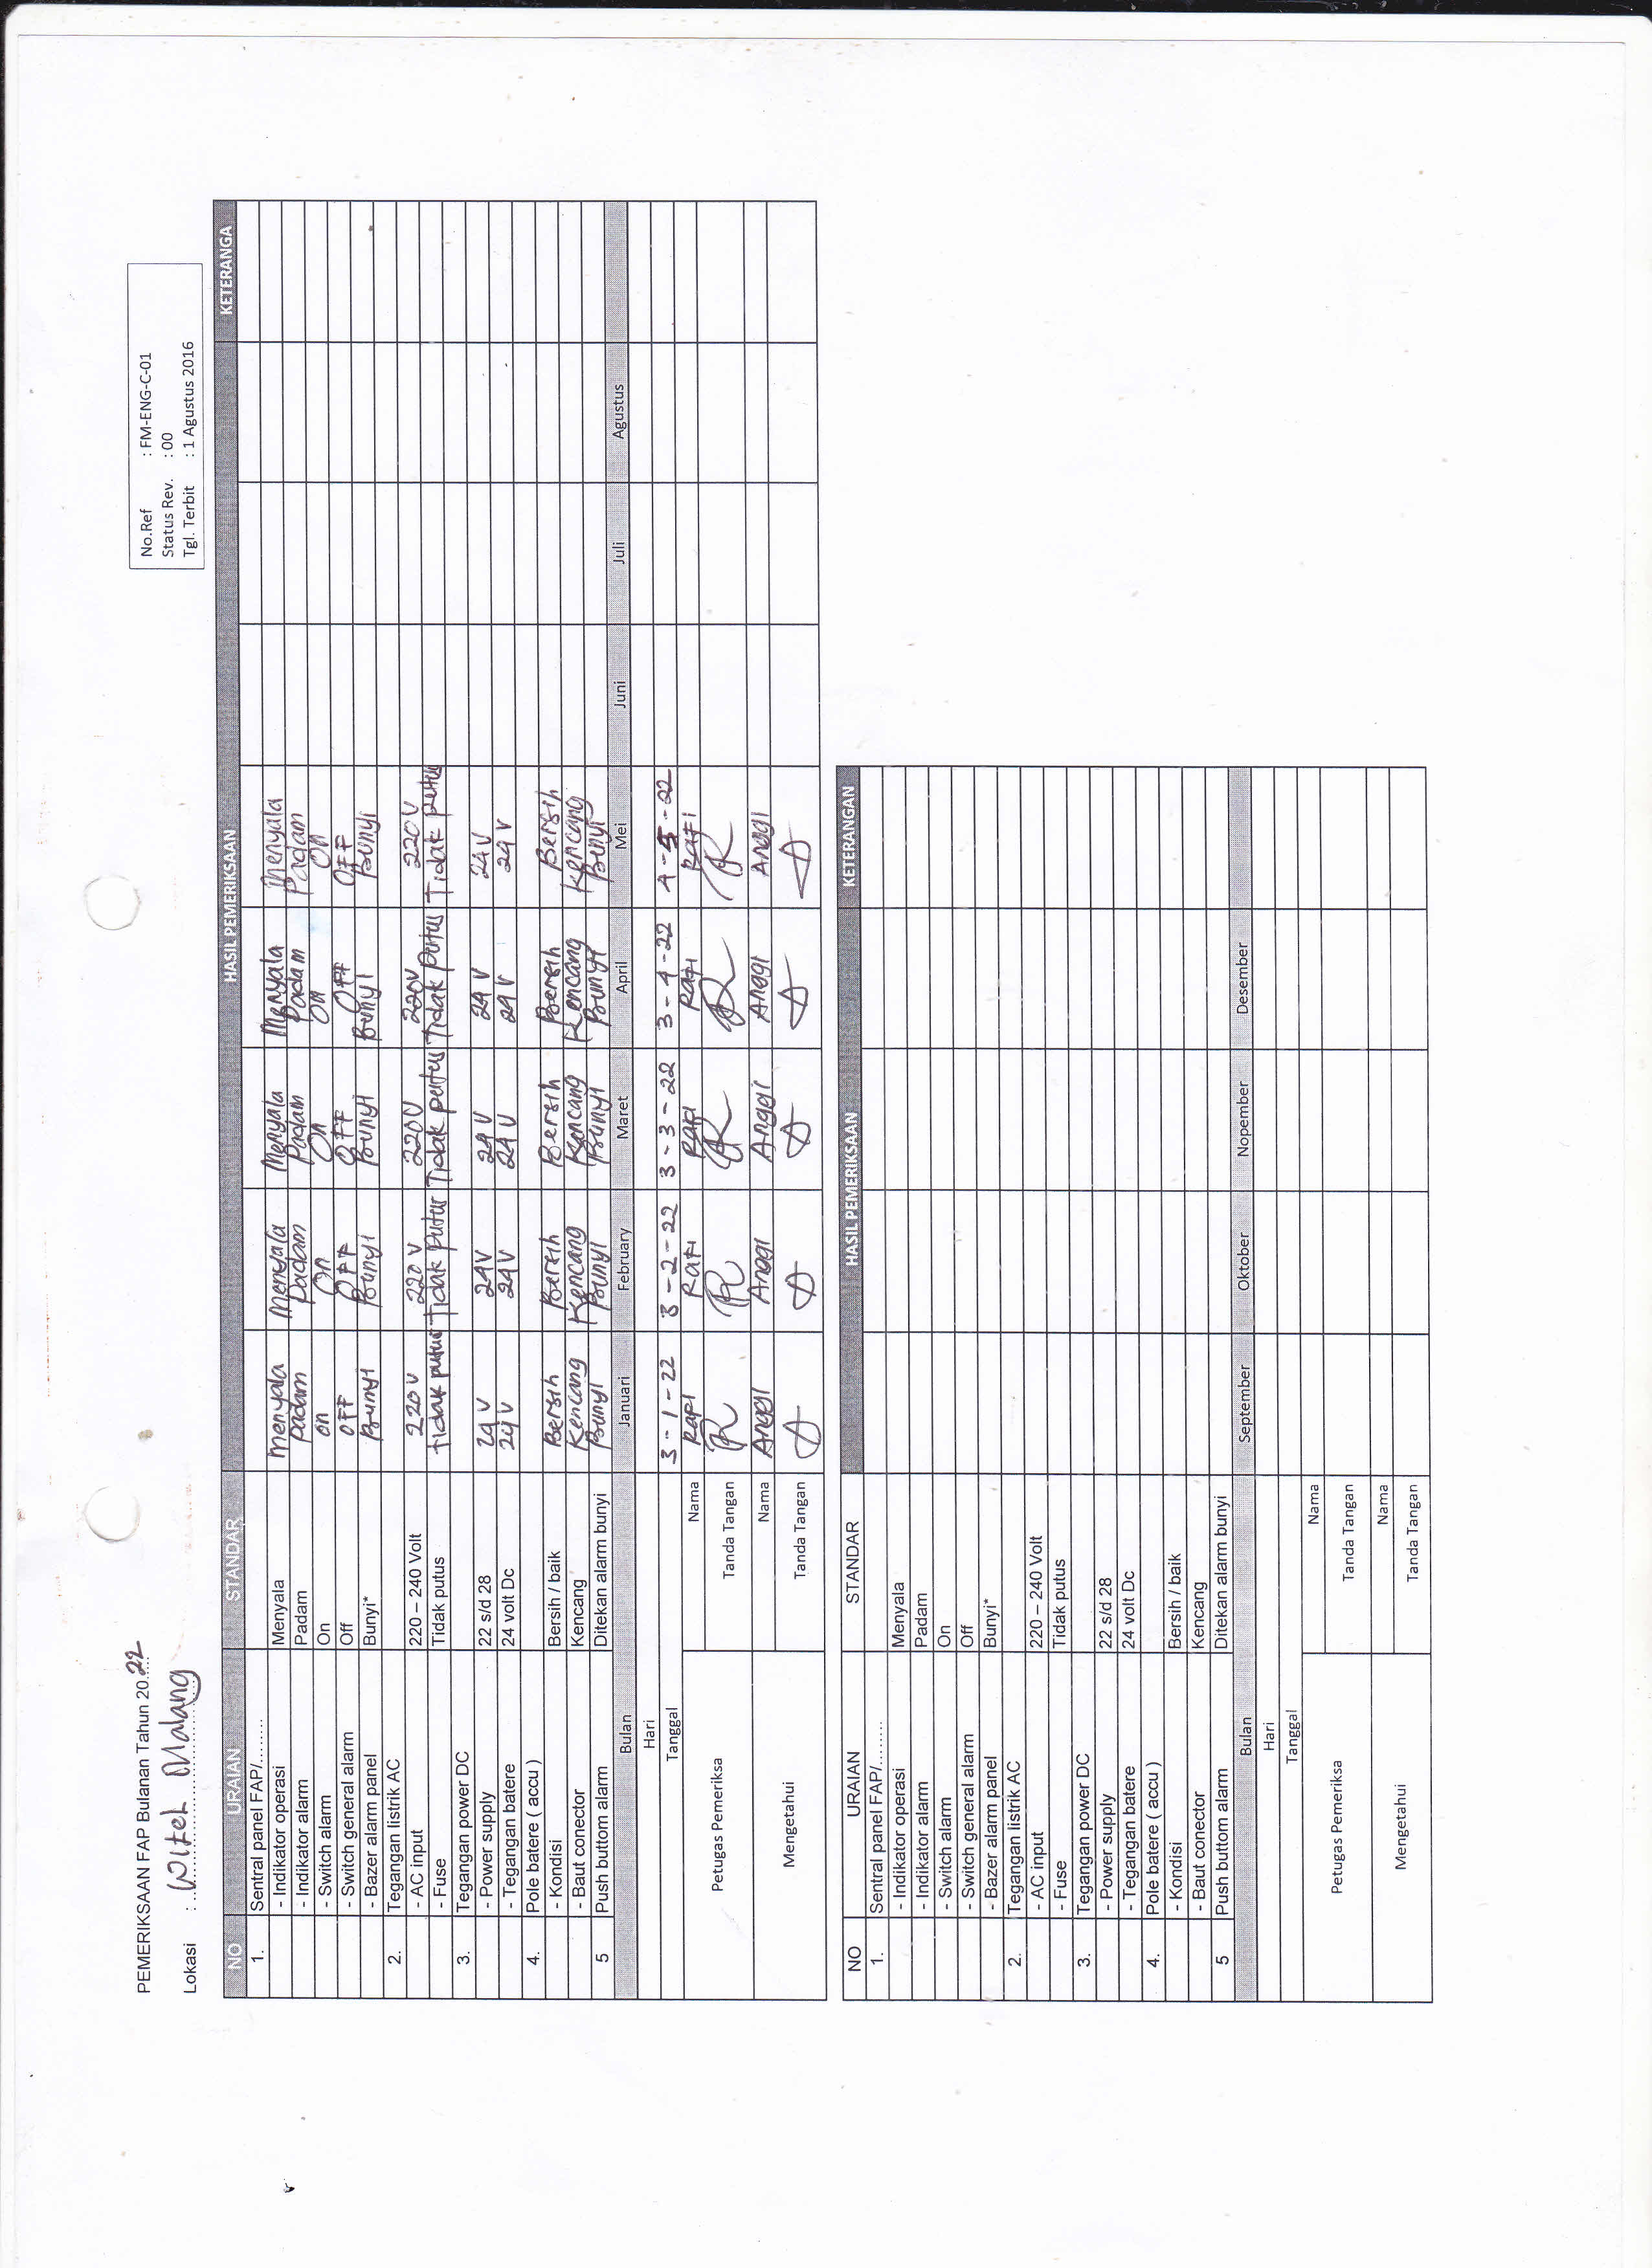 PEMERIKSAAN FAP Bulanan Tahun 20.22
Lokasi : Witel Malang
No.Ref : FM-ENG-C-01
Status Rev. : 00
Tgl. Terbit : 1 Agustus 2016
NO URAIAN STANDAR HASIL PEMERIKSAAN KETERANGA
1. Sentral panel FAP/........
- Indikator operasi Menyala menyala Menyala Menyala Menyala Menyala
- Indikator alarm Padam Padam Padam Padam Padam Padam
- Switch alarm On on On On On On
- Switch general alarm Off OFF OFF OFF OFF OFF
- Bazer alarm panel Bunyi* Bunyi Bunyi Bunyi Bunyi Bunyi
2. Tegangan listrik AC
- AC input 220 – 240 Volt 220 V 220 V 220V 220V 220V
- Fuse Tidak putus tidak putus Tidak Putus Tidak putus Tidak Putus Tidak putus
3. Tegangan power DC
- Power supply 22 s/d 28 24 V 24V 24 V 24 V 24V
- Tegangan batere 24 volt Dc 24 V 24V 24 V 24 V 24 V
4. Pole batere ( accu )
- Kondisi Bersih / baik Bersih Bersih Bersih Bersih Bersih
- Baut conector Kencang Kencang Kencang Kencang Kencang Kencang
5 Push buttom alarm Ditekan alarm bunyi Bunyi Bunyi Bunyi Bunyi Bunyi
Bulan Januari February Maret April Mei Juni Juli Agustus
Hari
Tanggal 3-1-22 3-2-22 3-3-22 3-4-22 4-5-22
Petugas Pemeriksa Nama Rafi Rafi Rafi Rafi Rafi
Tanda Tangan
Mengetahui Nama Anggi Anggi Anggi Anggi Anggi
Tanda Tangan
NO URAIAN STANDAR HASIL PEMERIKSAAN KETERANGAN
1. Sentral panel FAP/........
- Indikator operasi Menyala
- Indikator alarm Padam
- Switch alarm On
- Switch general alarm Off
- Bazer alarm panel Bunyi*
2. Tegangan listrik AC
- AC input 220 – 240 Volt
- Fuse Tidak putus
3. Tegangan power DC
- Power supply 22 s/d 28
- Tegangan batere 24 volt Dc
4. Pole batere ( accu )
- Kondisi Bersih / baik
- Baut conector Kencang
5 Push buttom alarm Ditekan alarm bunyi
Bulan September Oktober Nopember Desember
Hari
Tanggal
Petugas Pemeriksa Nama
Tanda Tangan
Mengetahui Nama
Tanda Tangan